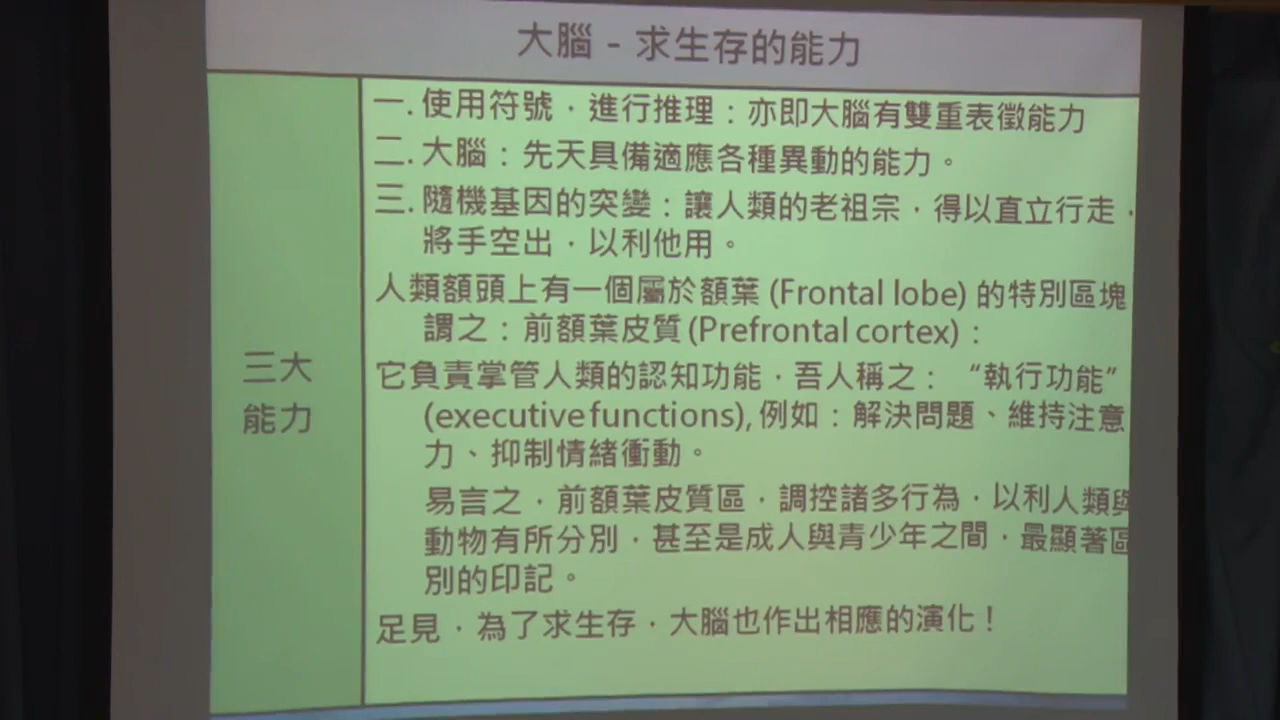 大腦 - 求生存的能力
三大
能力
一. 使用符號，進行推理：亦即大腦有雙重表徵能力
二. 大腦：先天具備適應各種異動的能力。
三. 隨機基因的突變：讓人類的老祖宗，得以直立行走，
將手空出，以利他用。
人類額頭上有一個屬於額葉 (Frontal lobe) 的特別區塊
謂之：前額葉皮質 (Prefrontal cortex)：
它負責掌管人類的認知功能，吾人稱之： “執行功能”
(executive functions), 例如：解決問題、維持注意
力、抑制情緒衝動。
易言之，前額葉皮質區，調控諸多行為，以利人類與
動物有所分別，甚至是成人與青少年之間，最顯著區
別的印記。
足見，為了求生存，大腦也作出相應的演化！